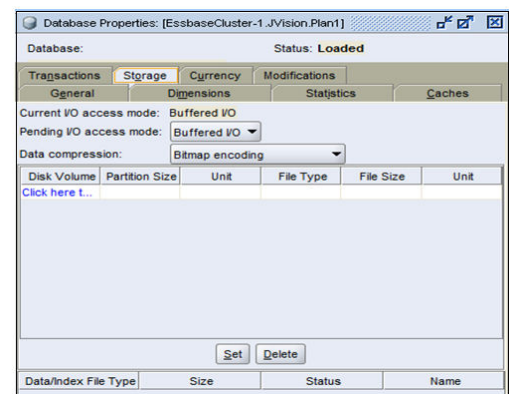 Database Properties: [EssbaseCluster-1.JVision.Plan1]
Database: Status: Loaded
Transactions Storage Currency Modifications
General Dimensions Statistics Caches
Current I/O access mode: Buffered I/O
Pending I/O access mode: Buffered I/O
Data compression: Bitmap encoding
Disk Volume Partition Size Unit File Type File Size Unit
Click here t...
Set Delete
Data/Index File Type Size Status Name